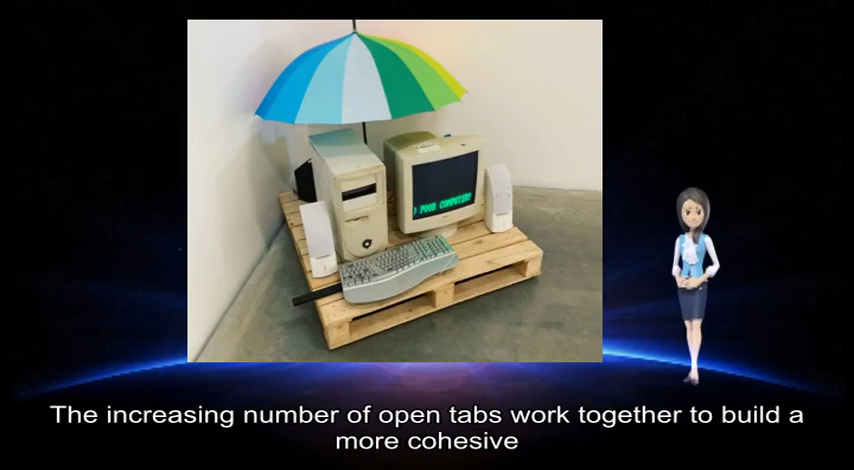 ) POOR COMPUTER!
The increasing number of open tabs work together to build a
more cohesive